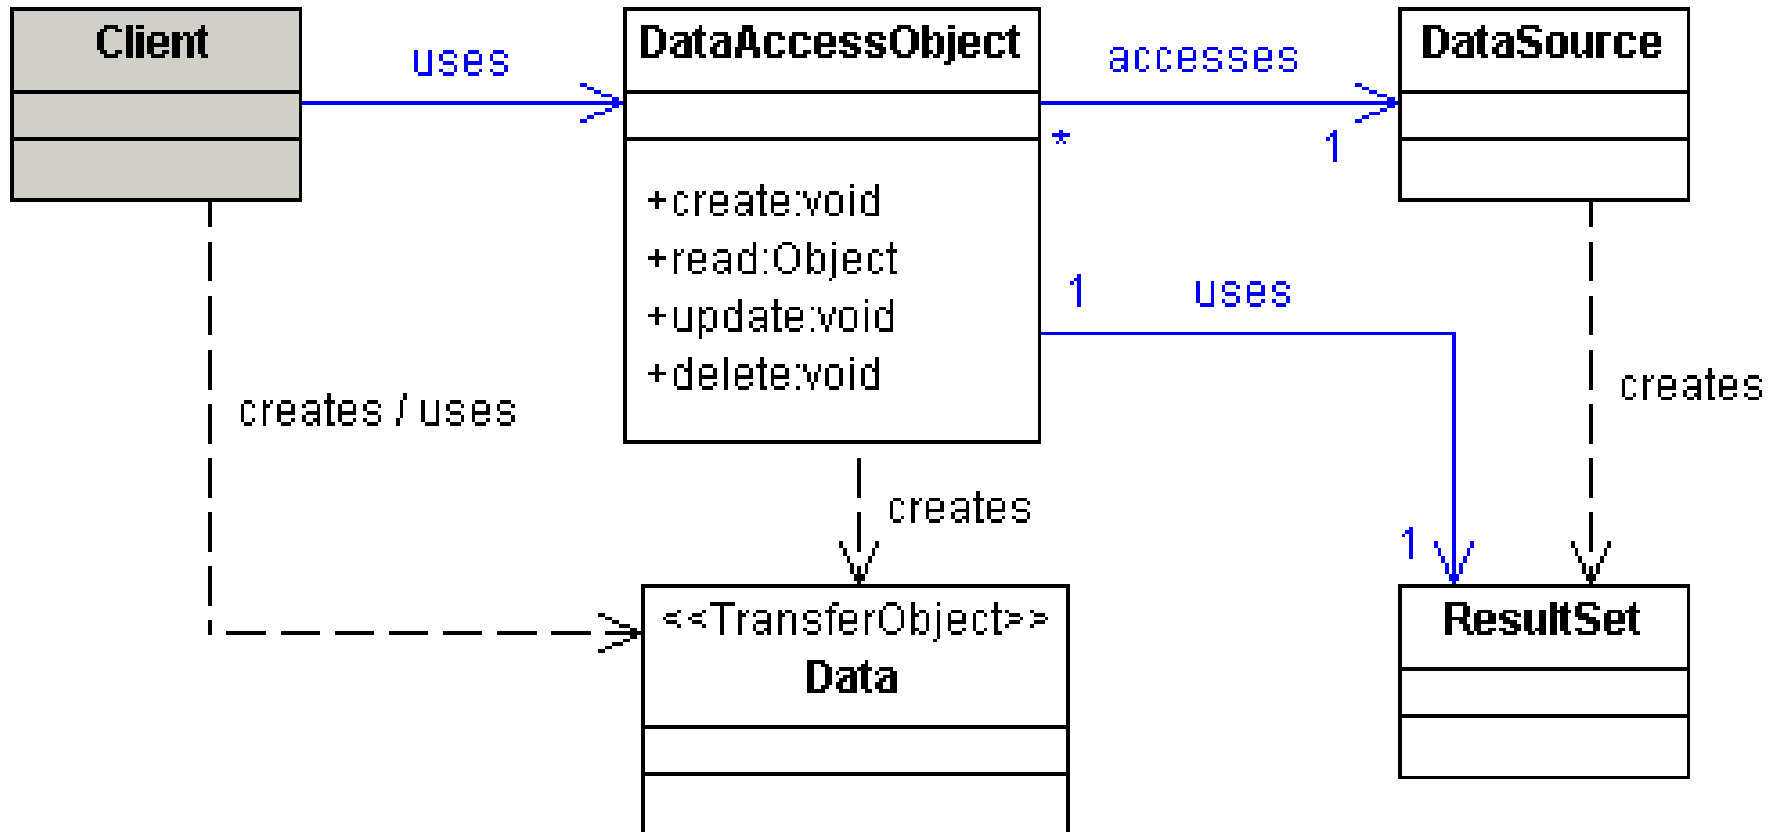 Client
uses
DataAccessObject
accesses
DataSource
*
1
+create:void
+read:Object
+update:void
+delete:void
1
uses
creates
creates / uses
creates
1
<<TransferObject>>
Data
ResultSet